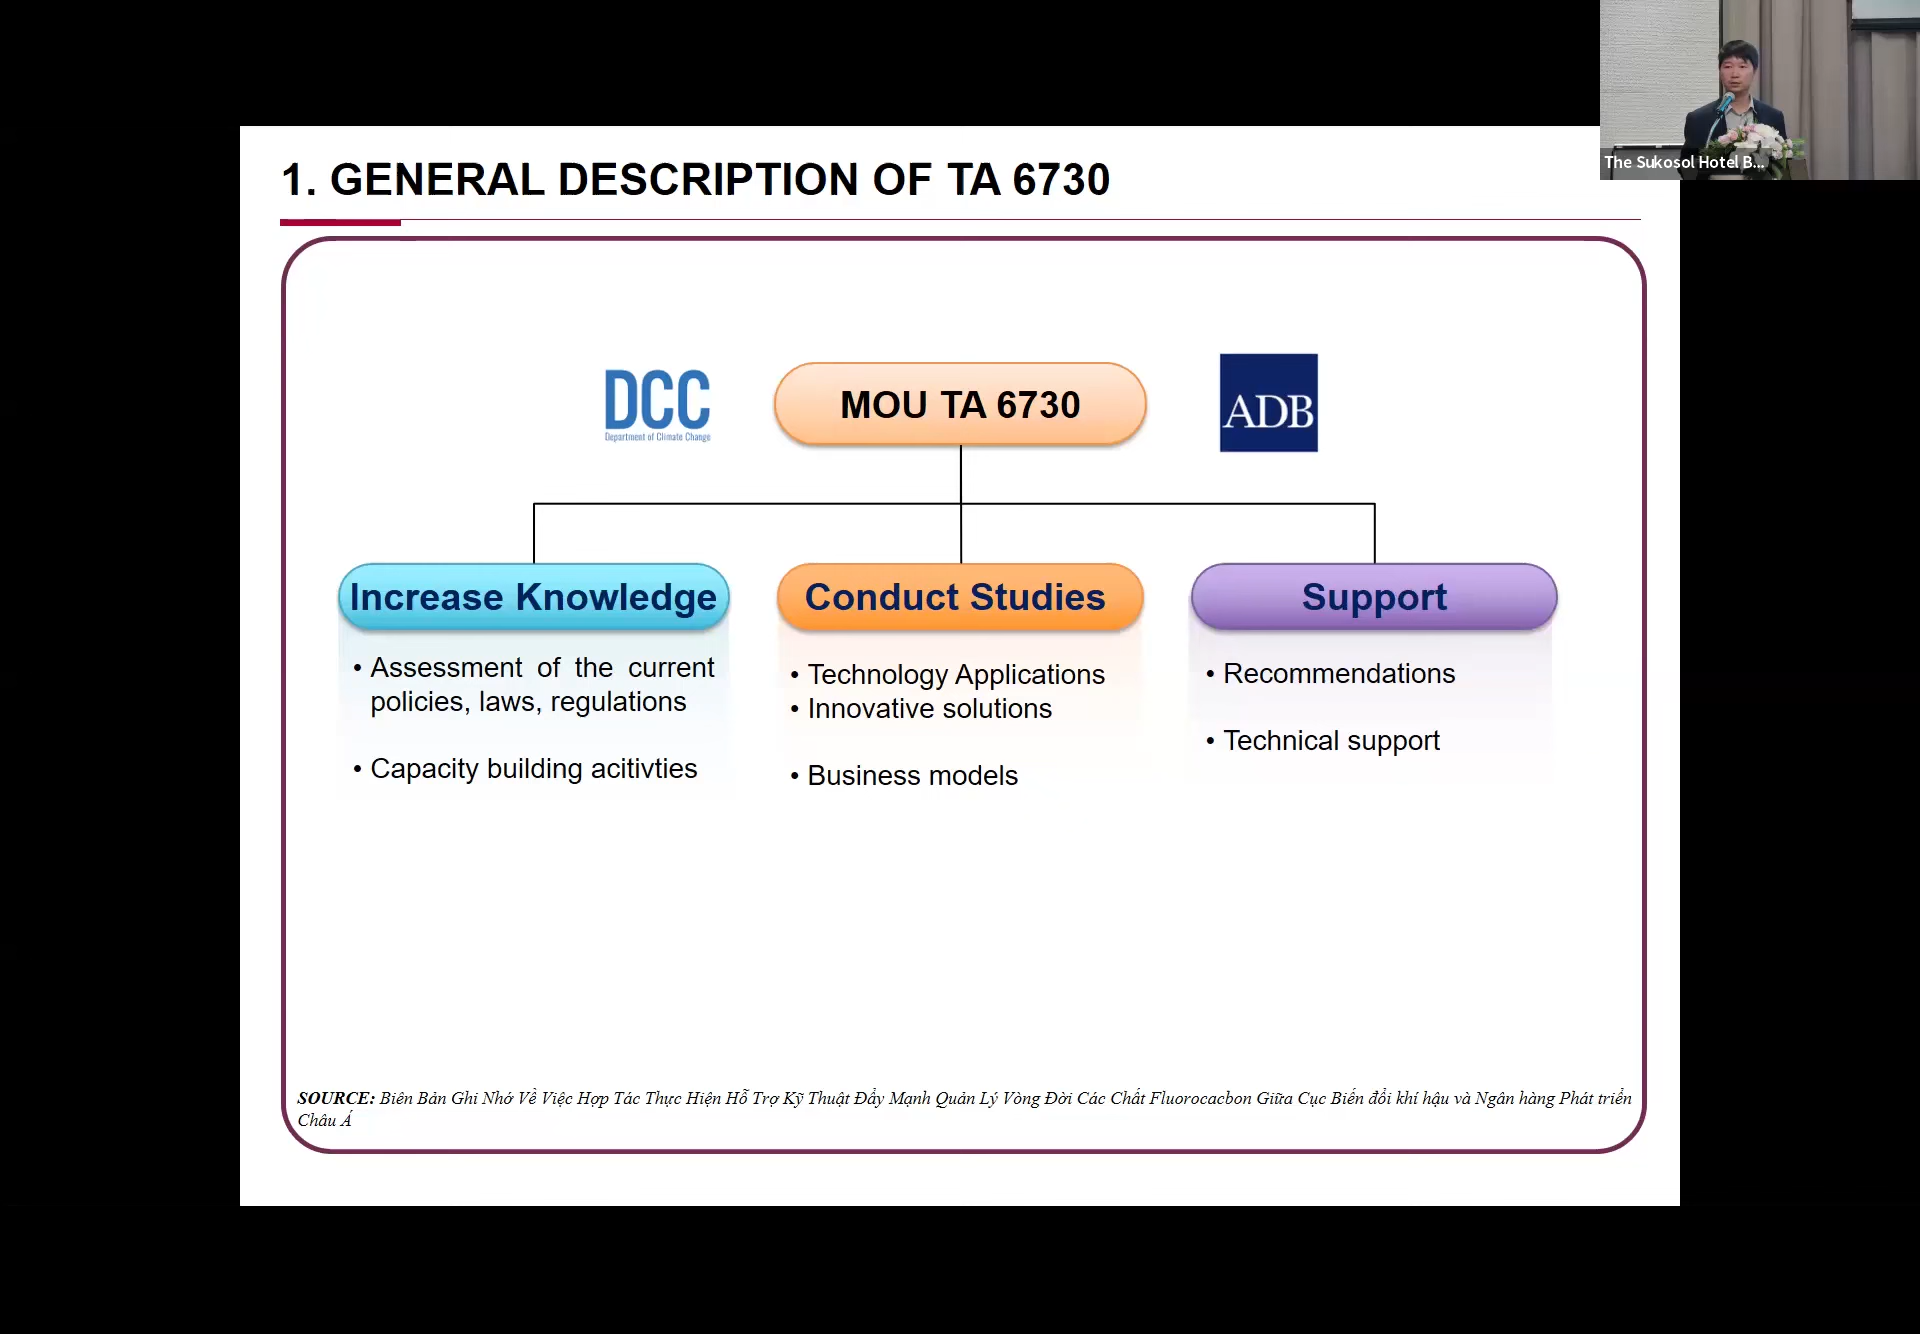 The Sukosol Hotel B...
1. GENERAL DESCRIPTION OF TA 6730
DCC
Department of Climate Change
MOU TA 6730
ADB
Increase Knowledge
• Assessment of the current
policies, laws, regulations
• Capacity building acitivties
Conduct Studies
• Technology Applications
• Innovative solutions
• Business models
Support
• Recommendations
• Technical support
SOURCE: Biên Bản Ghi Nhớ Về Việc Hợp Tác Thực Hiện Hỗ Trợ Kỹ Thuật Đẩy Mạnh Quản Lý Vòng Đời Các Chất Fluorocacbon Giữa Cục Biến đổi khí hậu và Ngân hàng Phát triển
Châu Á